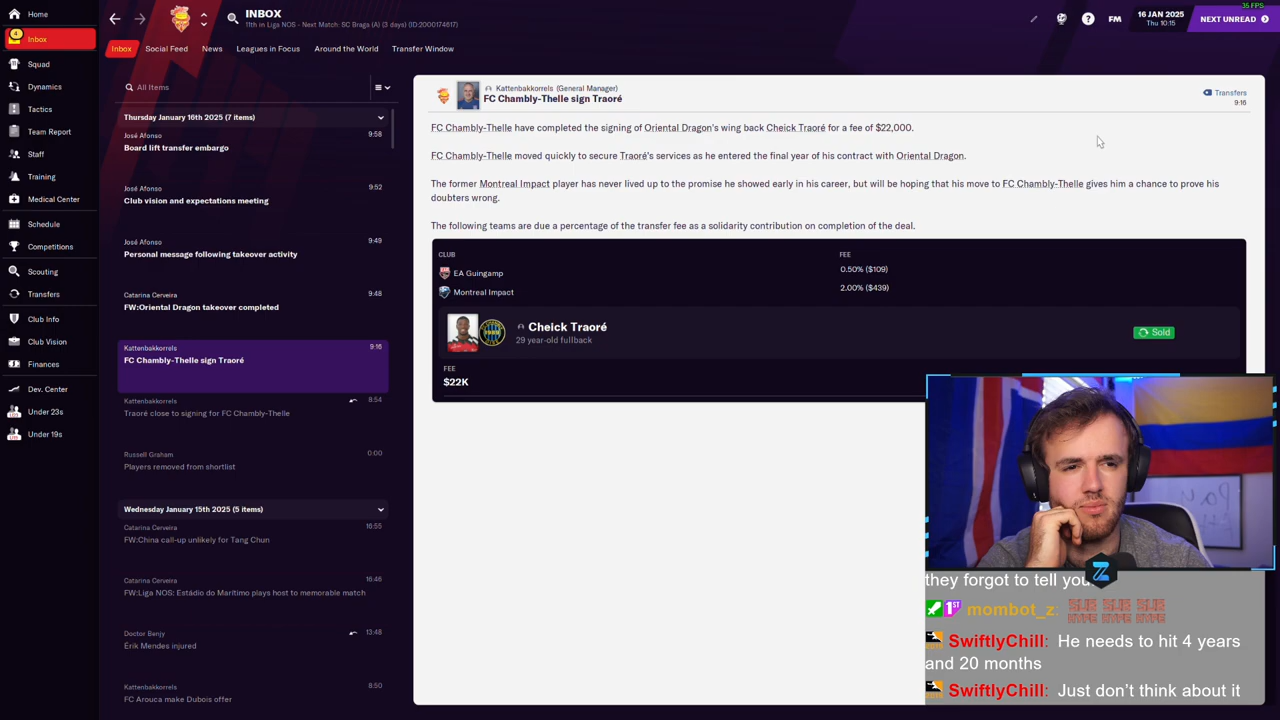 35 FPS
INBOX
11th in Liga NOS - Next Match: SC Braga (A) (3 days) (ID:2000174617)
FM
16 JAN 2025
Thu 10:15
NEXT UNREAD
Home
4
Inbox
Squad
Dynamics
Tactics
Team Report
Staff
Training
Medical Center
Schedule
Competitions
Scouting
Transfers
Club Info
Club Vision
Finances
Dev. Center
Under 23s
Under 19s
Inbox
Social Feed
News
Leagues in Focus
Around the World
Transfer Window
All Items
Thursday January 16th 2025 (7 items)
José Afonso 9:58
Board lift transfer embargo
José Afonso 9:52
Club vision and expectations meeting
José Afonso 9:49
Personal message following takeover activity
Catarina Cerveira 9:48
FW:Oriental Dragon takeover completed
Kattenbakkorrels 9:16
FC Chambly-Thelle sign Traoré
Kattenbakkorrels 8:54
Traoré close to signing for FC Chambly-Thelle
Russell Graham 0:00
Players removed from shortlist
Wednesday January 15th 2025 (5 items)
Catarina Cerveira 16:55
FW:China call-up unlikely for Tang Chun
Catarina Cerveira 16:46
FW:Liga NOS: Estádio do Marítimo plays host to memorable match
Doctor Benjy 13:48
Érik Mendes injured
Kattenbakkorrels 8:50
FC Arouca make Dubois offer
Kattenbakkorrels (General Manager)
FC Chambly-Thelle sign Traoré
Transfers
9:16
FC Chambly-Thelle have completed the signing of Oriental Dragon's wing back Cheick Traoré for a fee of $22,000.
FC Chambly-Thelle moved quickly to secure Traoré's services as he entered the final year of his contract with Oriental Dragon.
The former Montreal Impact player has never lived up to the promise he showed early in his career, but will be hoping that his move to FC Chambly-Thelle gives him a chance to prove his
doubters wrong.
The following teams are due a percentage of the transfer fee as a solidarity contribution on completion of the deal.
CLUB FEE
EA Guingamp 0.50% ($109)
Montreal Impact 2.00% ($439)
Cheick Traoré
29 year-old fullback
Sold
FEE
$22K
they forgot to tell you
mombot_z:
SwiftlyChill: He needs to hit 4 years
and 20 months
SwiftlyChill: Just don't think about it